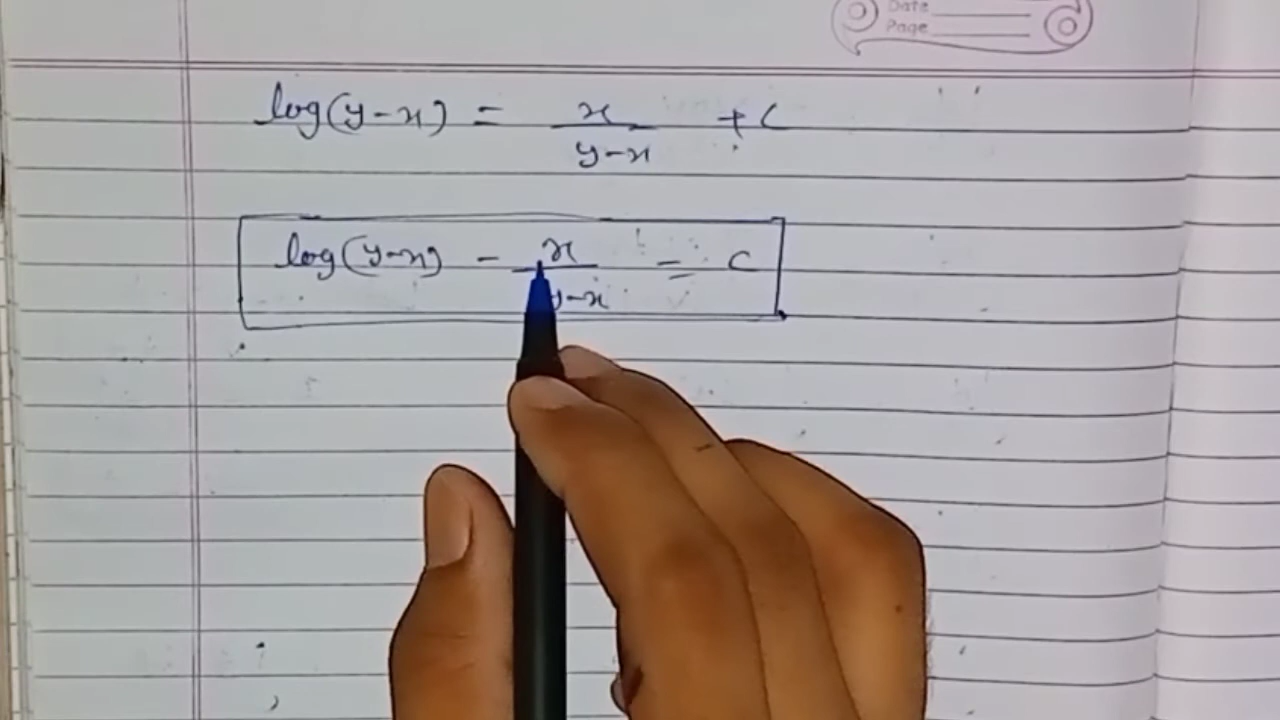 Date
Page
log(y-x) = x/y-x + c
log(y-x) - x/y-x = c